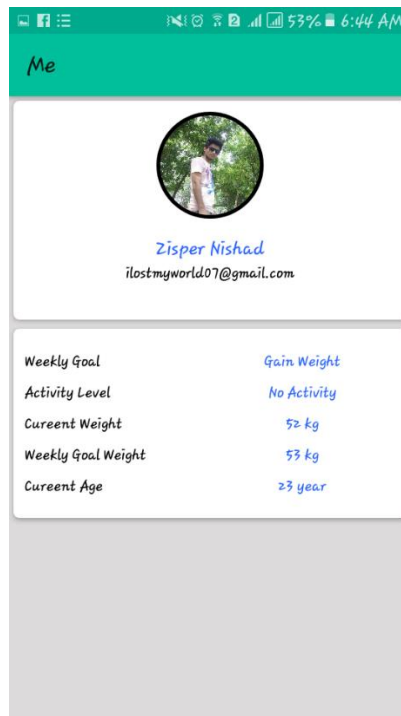 53% 6:44 AM
Me
Zisper Nishad
ilostmyworld07@gmail.com
Weekly Goal Gain Weight
Activity Level No Activity
Cureent Weight 52 kg
Weekly Goal Weight 53 kg
Cureent Age 23 year